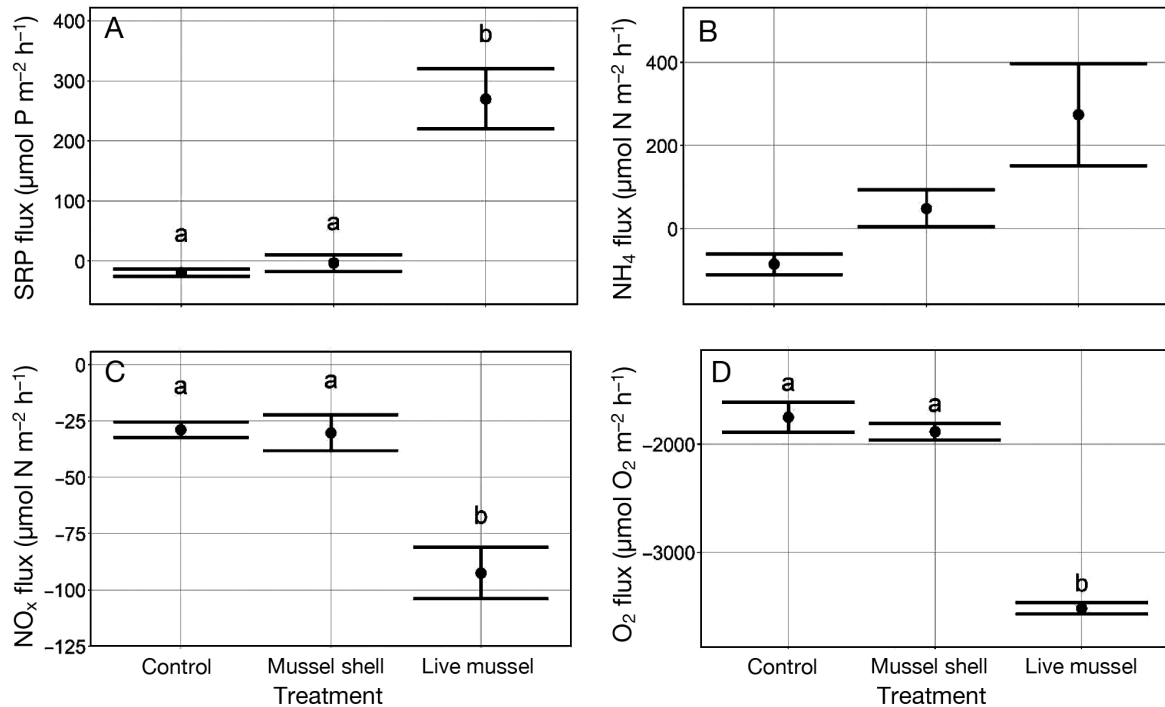 A
SRP flux (µmol P m⁻² h⁻¹)
400
300
200
100
0
a
a
b
B
NH₄ flux (µmol N m⁻² h⁻¹)
400
200
0
C
NOₓ flux (µmol N m⁻² h⁻¹)
0
−25
−50
−75
−100
−125
a
a
b
Control Mussel shell Live mussel
Treatment
D
O₂ flux (µmol O₂ m⁻² h⁻¹)
−2000
−3000
a
a
b
Control Mussel shell Live mussel
Treatment